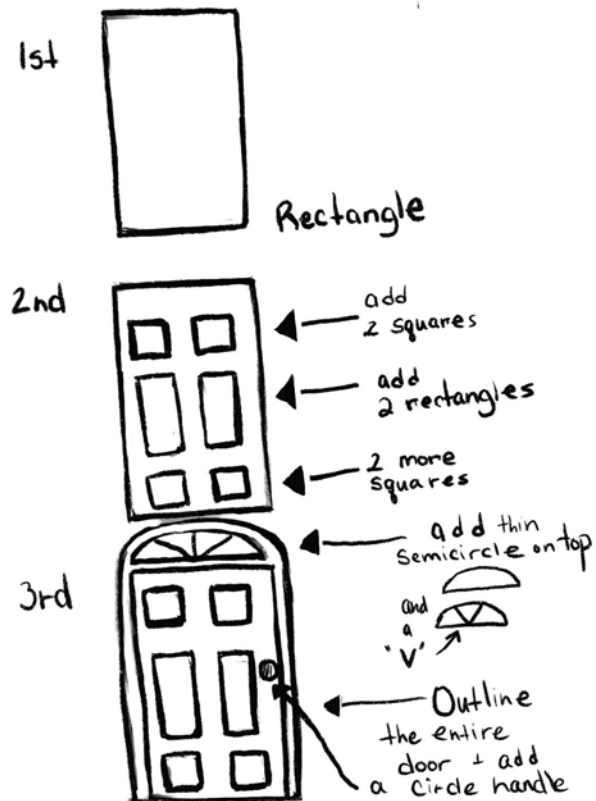 1st
Rectangle
2nd
add
2 squares
add
2 rectangles
2 more
squares
3rd
add thin
semicircle on top
and
a
"V"
Outline
the entire
door + add
a circle handle